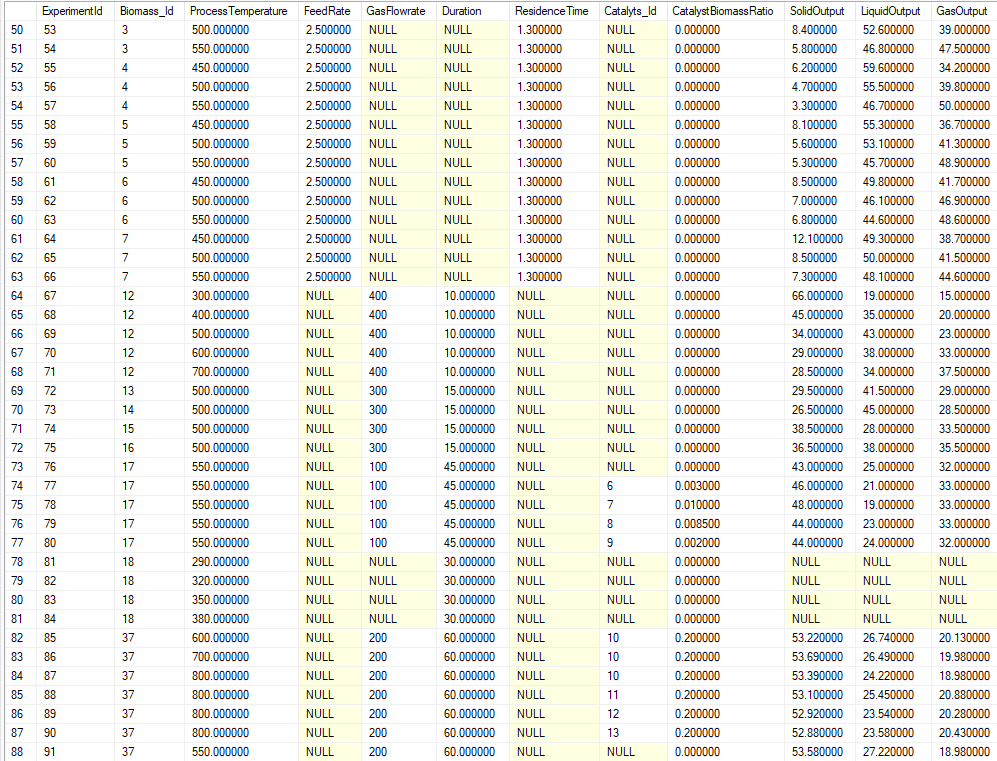 ExperimentId Biomass_Id ProcessTemperature FeedRate GasFlowrate Duration ResidenceTime Catalyts_Id CatalystBiomassRatio SolidOutput LiquidOutput GasOutput
50 53 3 500.000000 2.500000 NULL NULL 1.300000 NULL 0.000000 8.400000 52.600000 39.000000
51 54 3 550.000000 2.500000 NULL NULL 1.300000 NULL 0.000000 5.800000 46.800000 47.500000
52 55 4 450.000000 2.500000 NULL NULL 1.300000 NULL 0.000000 6.200000 59.600000 34.200000
53 56 4 500.000000 2.500000 NULL NULL 1.300000 NULL 0.000000 4.700000 55.500000 39.800000
54 57 4 550.000000 2.500000 NULL NULL 1.300000 NULL 0.000000 3.300000 46.700000 50.000000
55 58 5 450.000000 2.500000 NULL NULL 1.300000 NULL 0.000000 8.100000 55.300000 36.700000
56 59 5 500.000000 2.500000 NULL NULL 1.300000 NULL 0.000000 5.600000 53.100000 41.300000
57 60 5 550.000000 2.500000 NULL NULL 1.300000 NULL 0.000000 5.300000 45.700000 48.900000
58 61 6 450.000000 2.500000 NULL NULL 1.300000 NULL 0.000000 8.500000 49.800000 41.700000
59 62 6 500.000000 2.500000 NULL NULL 1.300000 NULL 0.000000 7.000000 46.100000 46.900000
60 63 6 550.000000 2.500000 NULL NULL 1.300000 NULL 0.000000 6.800000 44.600000 48.600000
61 64 7 450.000000 2.500000 NULL NULL 1.300000 NULL 0.000000 12.100000 49.300000 38.700000
62 65 7 500.000000 2.500000 NULL NULL 1.300000 NULL 0.000000 8.500000 50.000000 41.500000
63 66 7 550.000000 2.500000 NULL NULL 1.300000 NULL 0.000000 7.300000 48.100000 44.600000
64 67 12 300.000000 NULL 400 10.000000 NULL NULL 0.000000 66.000000 19.000000 15.000000
65 68 12 400.000000 NULL 400 10.000000 NULL NULL 0.000000 45.000000 35.000000 20.000000
66 69 12 500.000000 NULL 400 10.000000 NULL NULL 0.000000 34.000000 43.000000 23.000000
67 70 12 600.000000 NULL 400 10.000000 NULL NULL 0.000000 29.000000 38.000000 33.000000
68 71 12 700.000000 NULL 400 10.000000 NULL NULL 0.000000 28.500000 34.000000 37.500000
69 72 13 500.000000 NULL 300 15.000000 NULL NULL 0.000000 29.500000 41.500000 29.000000
70 73 14 500.000000 NULL 300 15.000000 NULL NULL 0.000000 26.500000 45.000000 28.500000
71 74 15 500.000000 NULL 300 15.000000 NULL NULL 0.000000 38.500000 28.000000 33.500000
72 75 16 500.000000 NULL 300 15.000000 NULL NULL 0.000000 36.500000 38.000000 35.500000
73 76 17 550.000000 NULL 100 45.000000 NULL NULL 0.000000 43.000000 25.000000 32.000000
74 77 17 550.000000 NULL 100 45.000000 NULL 6 0.003000 46.000000 21.000000 33.000000
75 78 17 550.000000 NULL 100 45.000000 NULL 7 0.010000 48.000000 19.000000 33.000000
76 79 17 550.000000 NULL 100 45.000000 NULL 8 0.008500 44.000000 23.000000 33.000000
77 80 17 550.000000 NULL 100 45.000000 NULL 9 0.002000 44.000000 24.000000 32.000000
78 81 18 290.000000 NULL NULL 30.000000 NULL NULL 0.000000 NULL NULL NULL
79 82 18 320.000000 NULL NULL 30.000000 NULL NULL 0.000000 NULL NULL NULL
80 83 18 350.000000 NULL NULL 30.000000 NULL NULL 0.000000 NULL NULL NULL
81 84 18 380.000000 NULL NULL 30.000000 NULL NULL 0.000000 NULL NULL NULL
82 85 37 600.000000 NULL 200 60.000000 NULL 10 0.200000 53.220000 26.740000 20.130000
83 86 37 700.000000 NULL 200 60.000000 NULL 10 0.200000 53.690000 26.490000 19.980000
84 87 37 800.000000 NULL 200 60.000000 NULL 10 0.200000 53.390000 24.220000 18.980000
85 88 37 800.000000 NULL 200 60.000000 NULL 11 0.200000 53.100000 25.450000 20.880000
86 89 37 800.000000 NULL 200 60.000000 NULL 12 0.200000 52.920000 23.540000 20.280000
87 90 37 800.000000 NULL 200 60.000000 NULL 13 0.200000 52.880000 23.580000 20.430000
88 91 37 550.000000 NULL 200 60.000000 NULL NULL 0.000000 53.580000 27.220000 18.980000